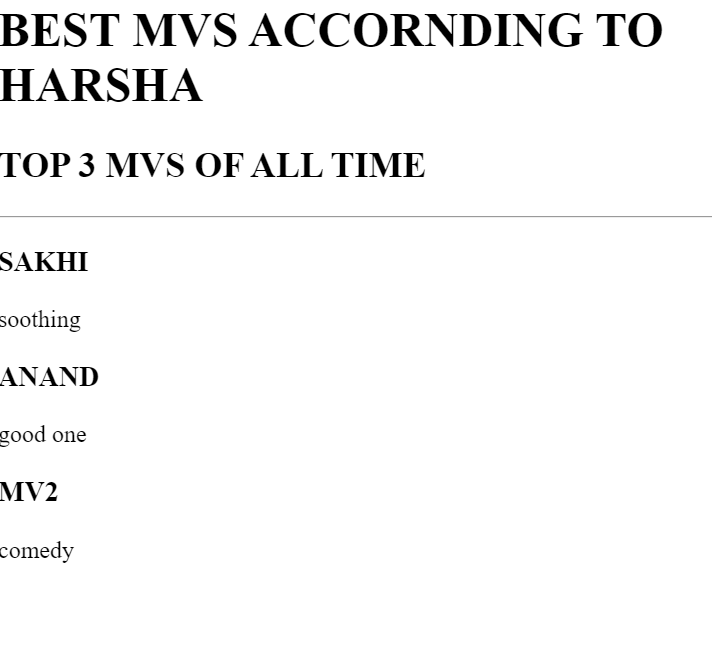 BEST MVS ACCORNDING TO
HARSHA
TOP 3 MVS OF ALL TIME
SAKHI
soothing
ANAND
good one
MV2
comedy